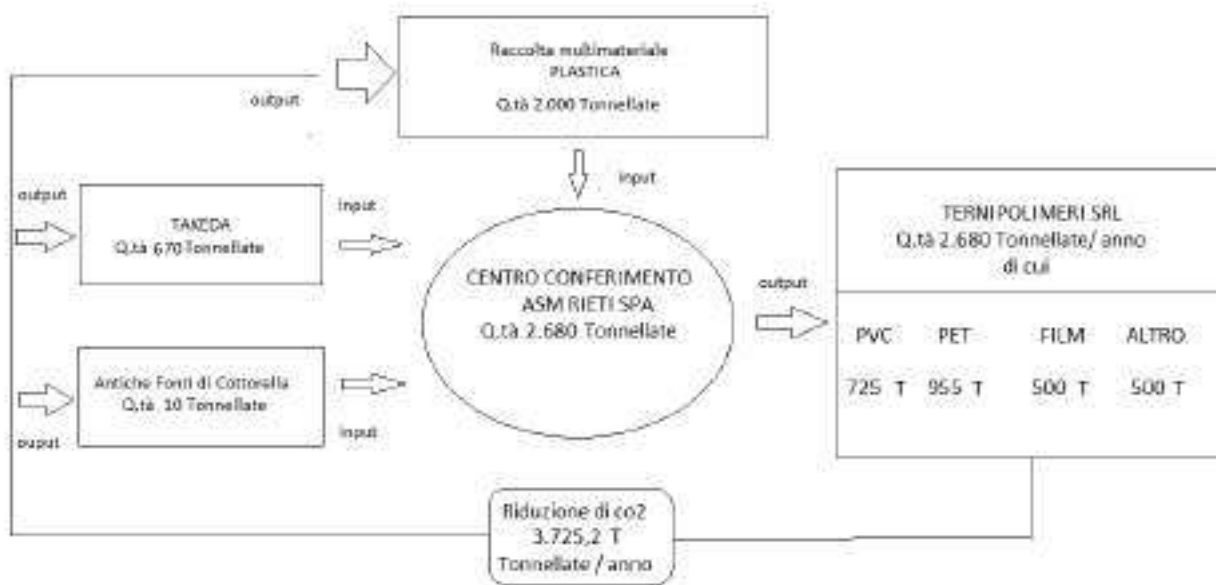 Raccolta multimateriale
PLASTICA
Q.tà 2.000 Tonnellate
output
input
output
TAKEDA
Q.tà 670 Tonnellate
Input
CENTRO CONFERIMENTO
ASM RIETI SPA
Q.tà 2.680 Tonnellate
output
TERNI POLIMERI SRL
Q.tà 2.680 Tonnellate/ anno
di cui
PVC PET FILM ALTRO
725 T 955 T 500 T 500 T
Antiche Fonti di Cottorella
Q.tà 10 Tonnellate
ouput
Input
Riduzione di co2
3.725,2 T
Tonnellate / anno